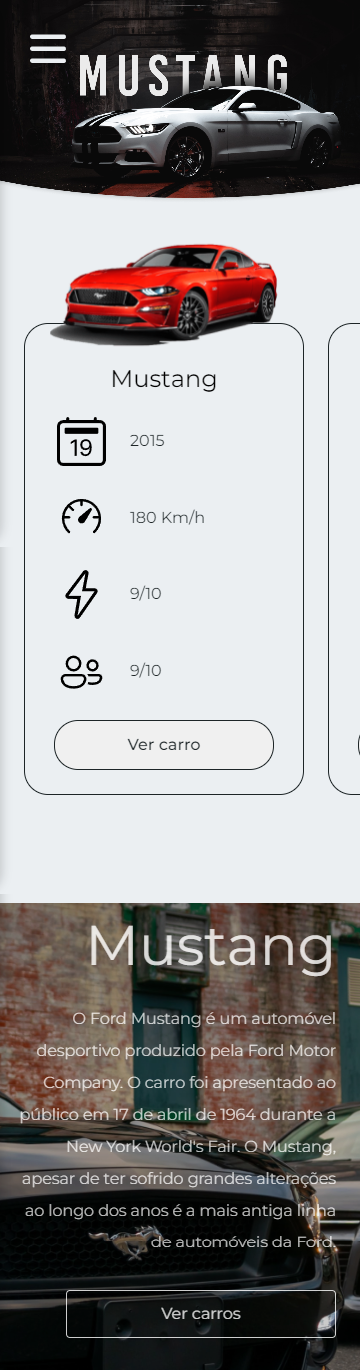 MUSTANG
Mustang
19
2015
180 Km/h
9/10
9/10
Ver carro
Mustang
O Ford Mustang é um automóvel
desportivo produzido pela Ford Motor
Company. O carro foi apresentado ao
público em 17 de abril de 1964 durante a
New York World's Fair. O Mustang,
apesar de ter sofrido grandes alterações
ao longo dos anos é a mais antiga linha
de automóveis da Ford.
Ver carros